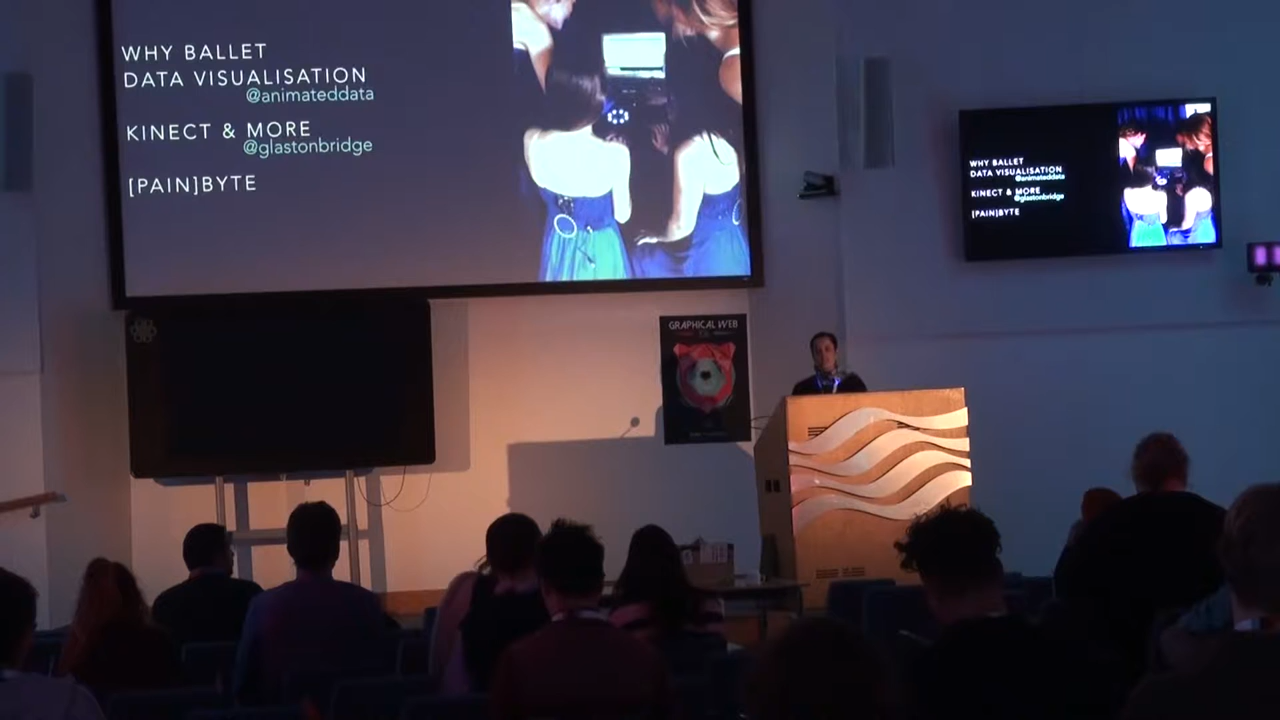 WHY BALLET
DATA VISUALISATION
@animateddata
KINECT & MORE
@glastonbridge
[PAIN]BYTE
WHY BALLET
DATA VISUALISATION
@animateddata
KINECT & MORE
@glastonbridge
[PAIN]BYTE
GRAPHICAL WEB